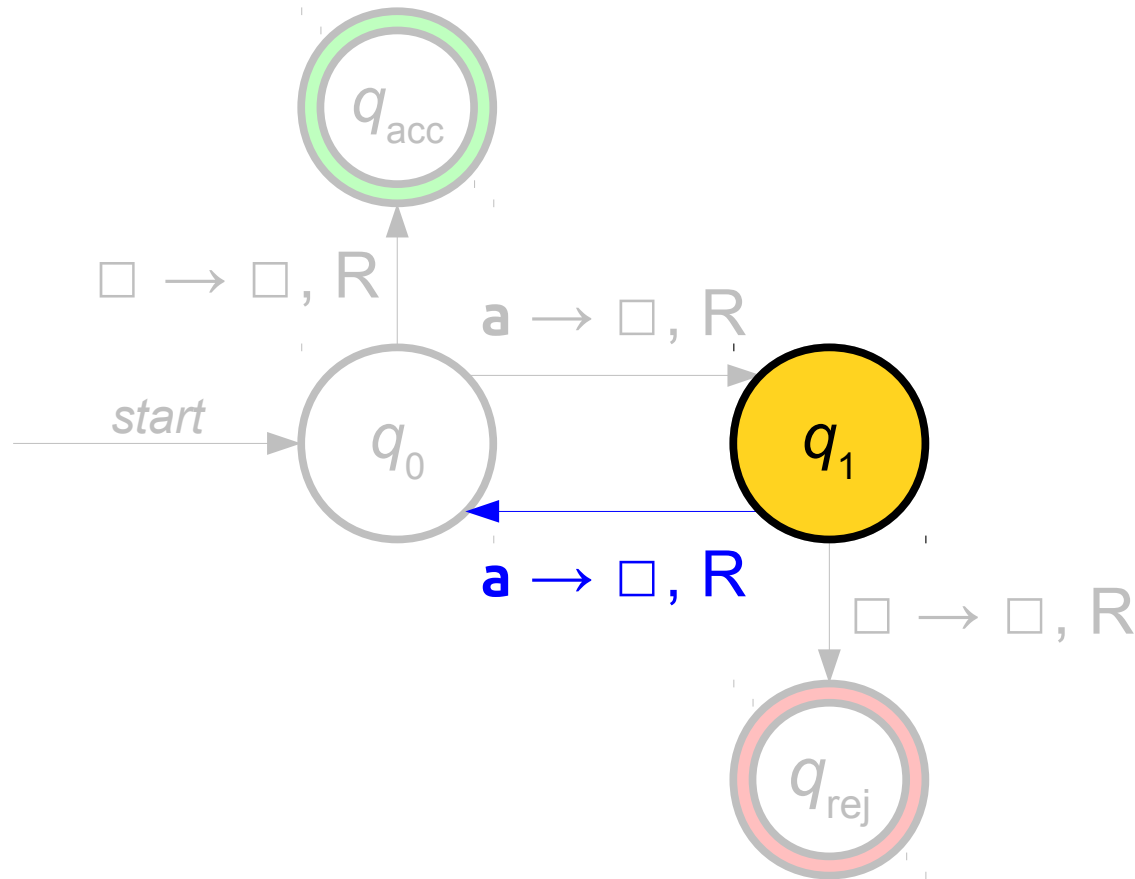 qacc
□ → □, R
a → □, R
start
q0
q1
a → □, R
□ → □, R
qrej